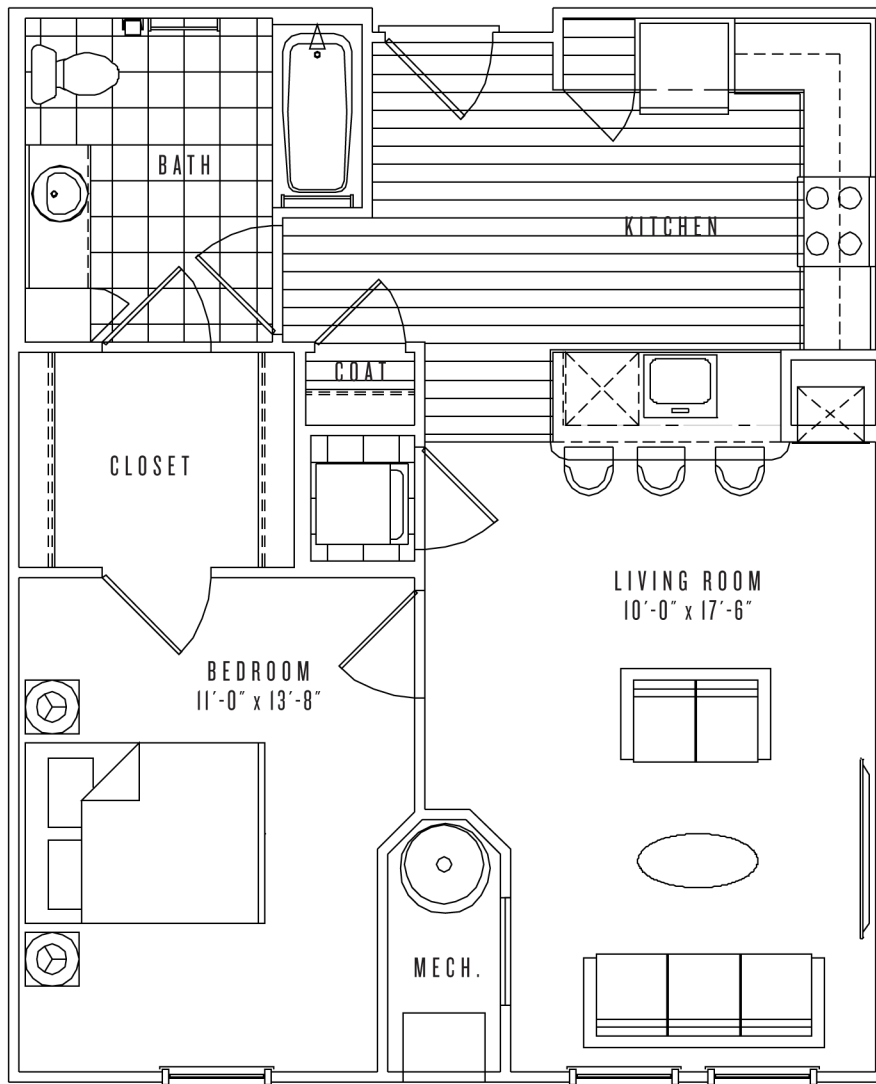 BATH
KITCHEN
COAT
CLOSET
LIVING ROOM
10'-0" x 17'-6"
BEDROOM
11'-0" x 13'-8"
MECH.